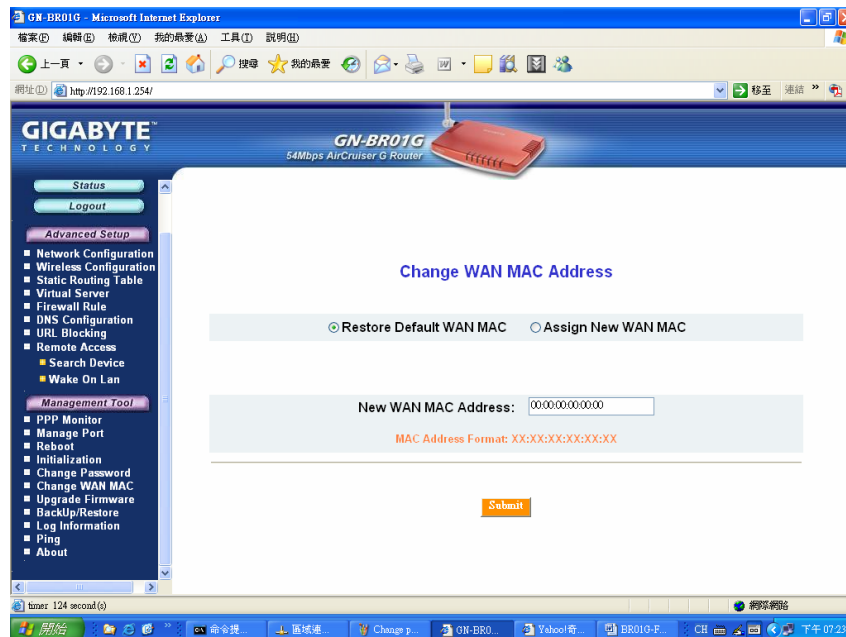 GN-BR01G - Microsoft Internet Explorer
檔案(F) 編輯(E) 檢視(V) 我的最愛(A) 工具(T) 說明(H)
上一頁 搜尋 我的最愛
網址(D) http://192.168.1.254/ 移至 連結 »
GIGABYTE™
TECHNOLOGY
GN-BR01G
54Mbps AirCruiser G Router
Status
Logout
Advanced Setup
Network Configuration
Wireless Configuration
Static Routing Table
Virtual Server
Firewall Rule
DNS Configuration
URL Blocking
Remote Access
Search Device
Wake On Lan
Management Tool
PPP Monitor
Manage Port
Reboot
Initialization
Change Password
Change WAN MAC
Upgrade Firmware
BackUp/Restore
Log Information
Ping
About
Change WAN MAC Address
Restore Default WAN MAC Assign New WAN MAC
New WAN MAC Address: 00:00:00:00:00:00
MAC Address Format: XX:XX:XX:XX:XX:XX
Submit
timer 124 second(s) 網際網路
開始 » 命令提... 區域連... Change p... GN-BR0... Yahoo!奇... BR01G-F... CH 下午 07:23